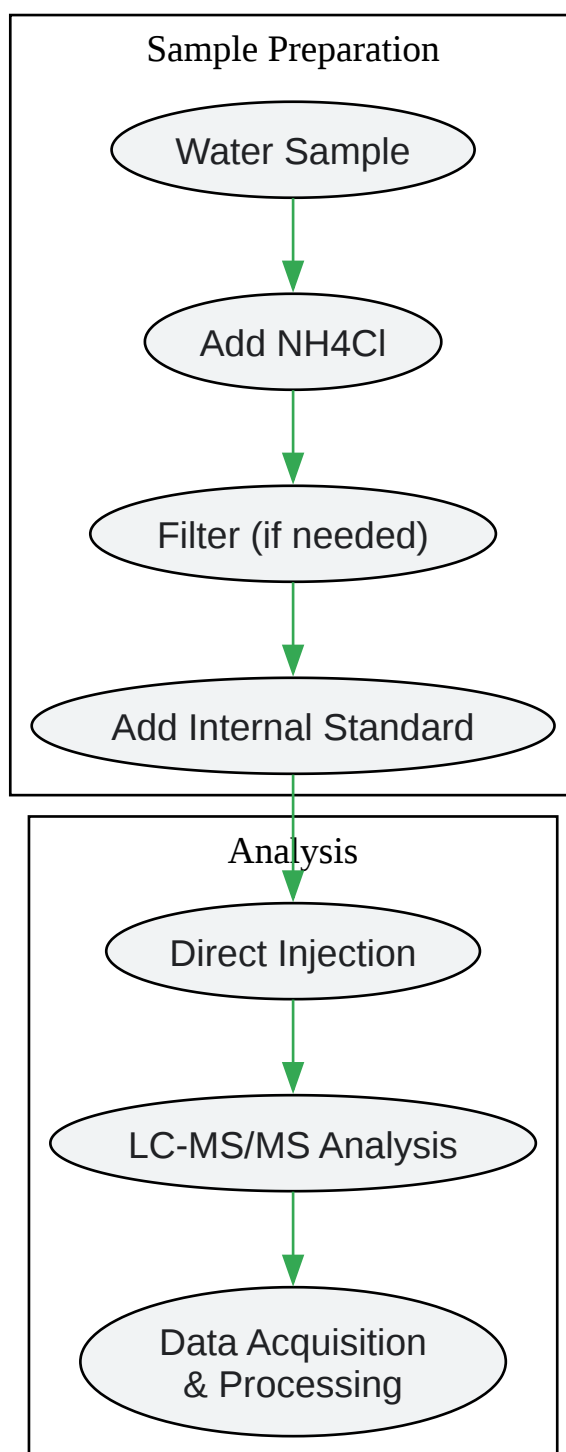 Sample Preparation
Water Sample
Add NH4Cl
Filter (if needed)
Add Internal Standard
Analysis
Direct Injection
LC-MS/MS Analysis
Data Acquisition
& Processing